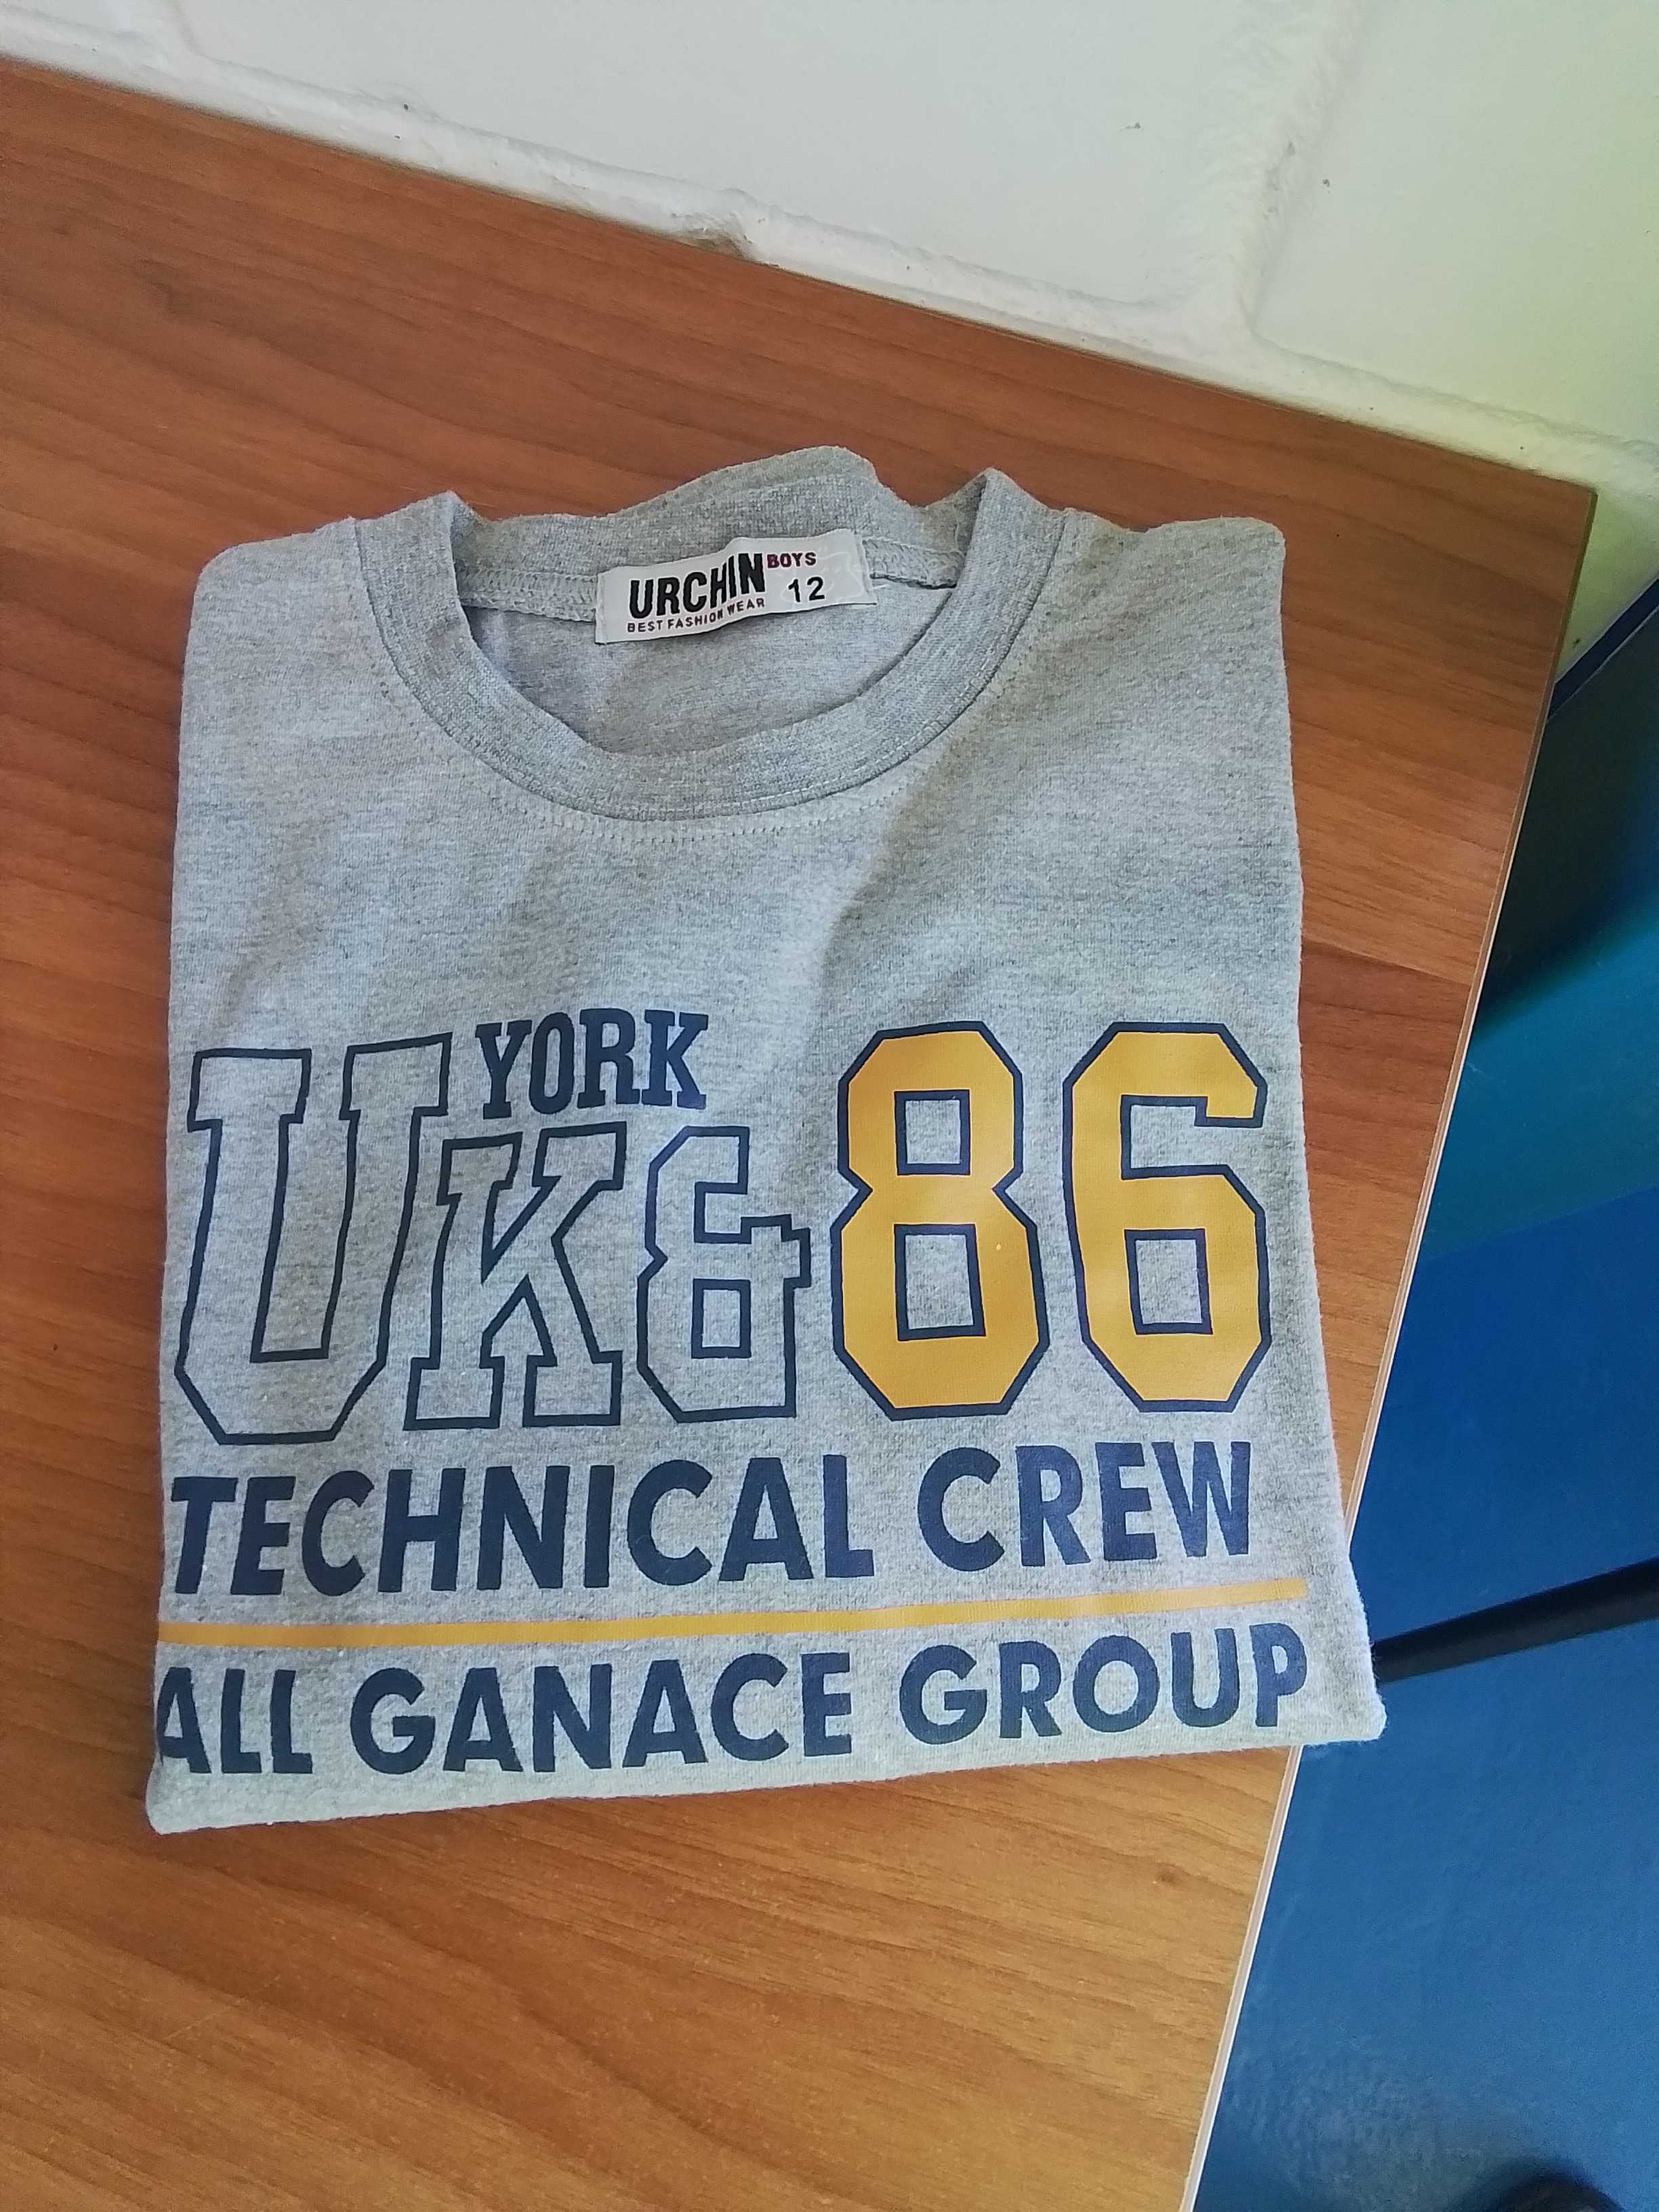 URCHIN BOYS
12
BEST FASHION WEAR
YORK
UK& 86
TECHNICAL CREW
ALL GANACE GROUP